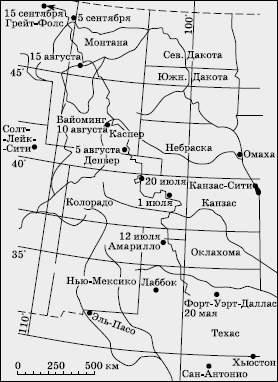 15 сентября
Грейт-Фолс
5 сентября
Монтана
100°
15 августа
45°
Сев. Дакота
Южн. Дакота
Вайоминг
10 августа
Каспер
Солт-
Лейк-
Сити
5 августа
Денвер
Небраска
Омаха
40°
20 июля
Канзас-Сити
1 июля
Канзас
Колорадо
12 июля
Амарилло
35°
Оклахома
Нью-Мексико
Лаббок
Форт-Уэрт-Даллас
20 мая
110°
Эль-Пасо
Техас
Хьюстон
Сан-Антонио
0 250 500 км